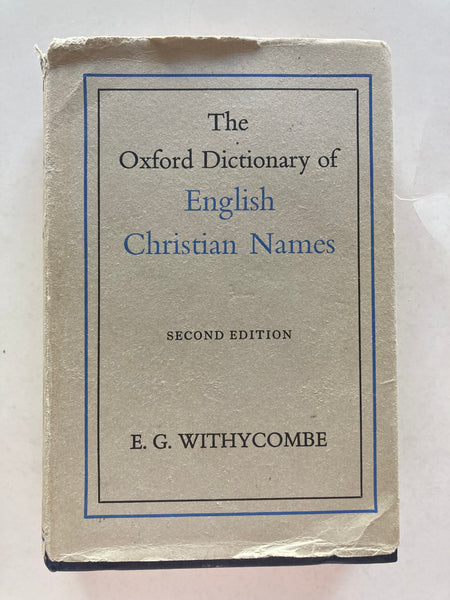 The
Oxford Dictionary of
English
Christian Names
SECOND EDITION
E. G. WITHYCOMBE